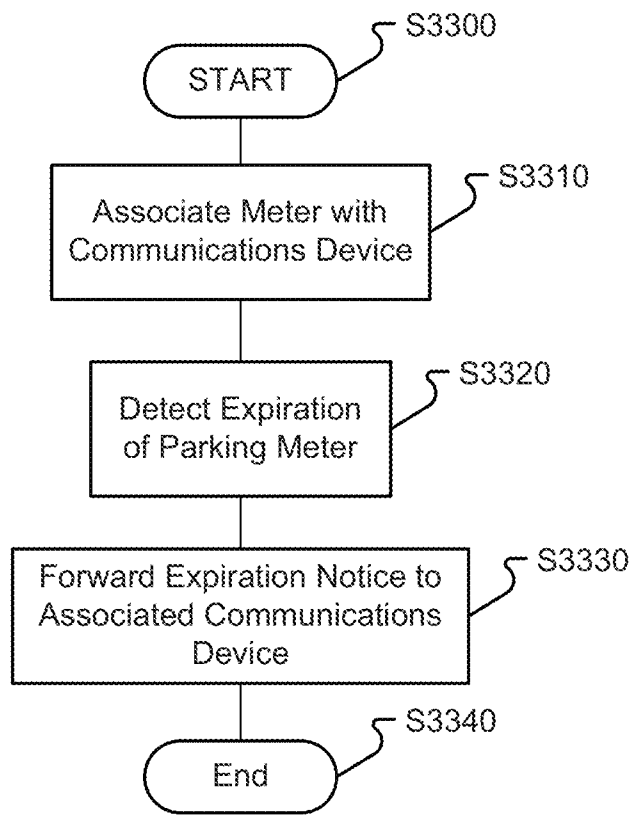 S3300
START
S3310
Associate Meter with
Communications Device
S3320
Detect Expiration
of Parking Meter
S3330
Forward Expiration Notice to
Associated Communications
Device
S3340
End